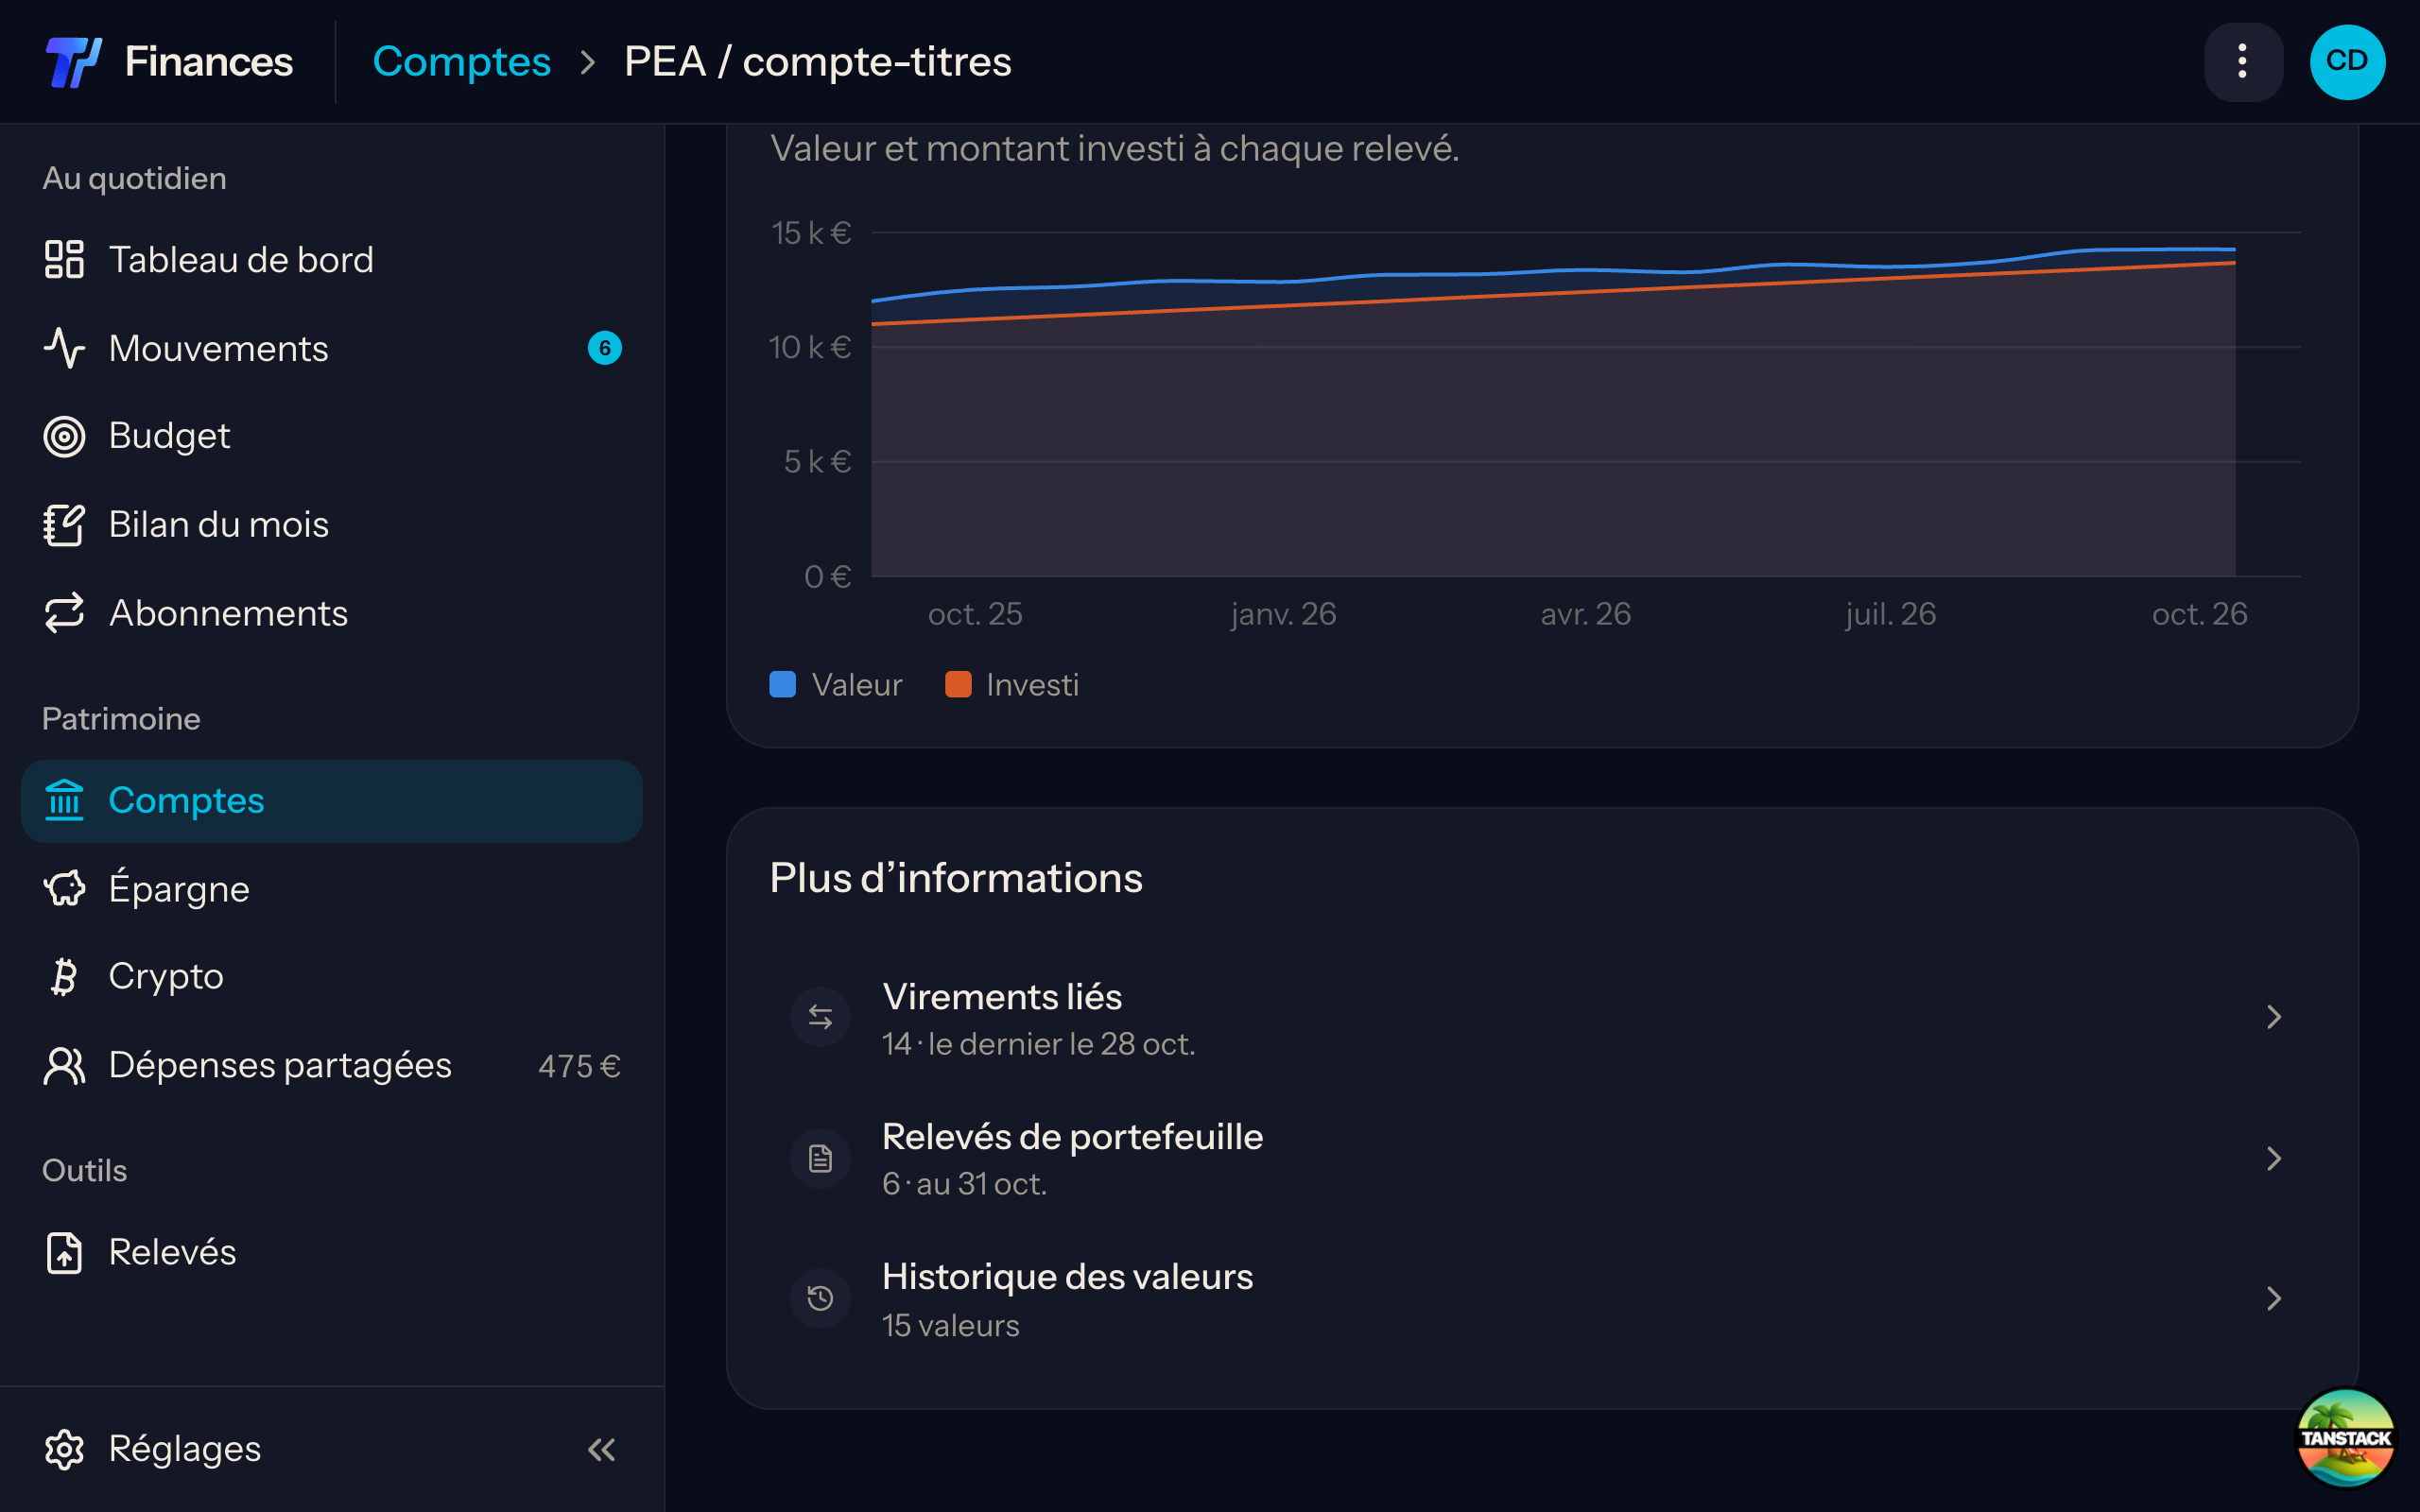 Finances
Comptes > PEA / compte-titres
CD
Au quotidien
Tableau de bord
Mouvements 6
Budget
Bilan du mois
Abonnements
Patrimoine
Comptes
Épargne
Crypto
Dépenses partagées 475 €
Outils
Relevés
Réglages
Valeur et montant investi à chaque relevé.
15 k €
10 k €
5 k €
0 €
oct. 25 janv. 26 avr. 26 juil. 26 oct. 26
Valeur Investi
Plus d’informations
Virements liés
14 · le dernier le 28 oct.
Relevés de portefeuille
6 · au 31 oct.
Historique des valeurs
15 valeurs
TANSTACK